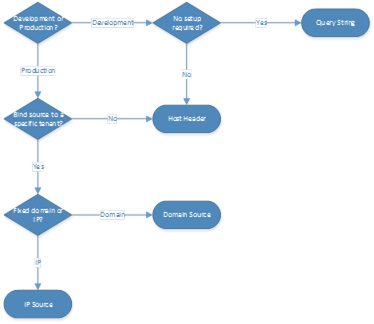 Development or
Production?
Development
No setup
required?
Yes
Query String
Production
No
Bind source to a
specific tenant?
No
Host Header
Yes
Fixed domain or
IP?
Domain
Domain Source
IP
IP Source